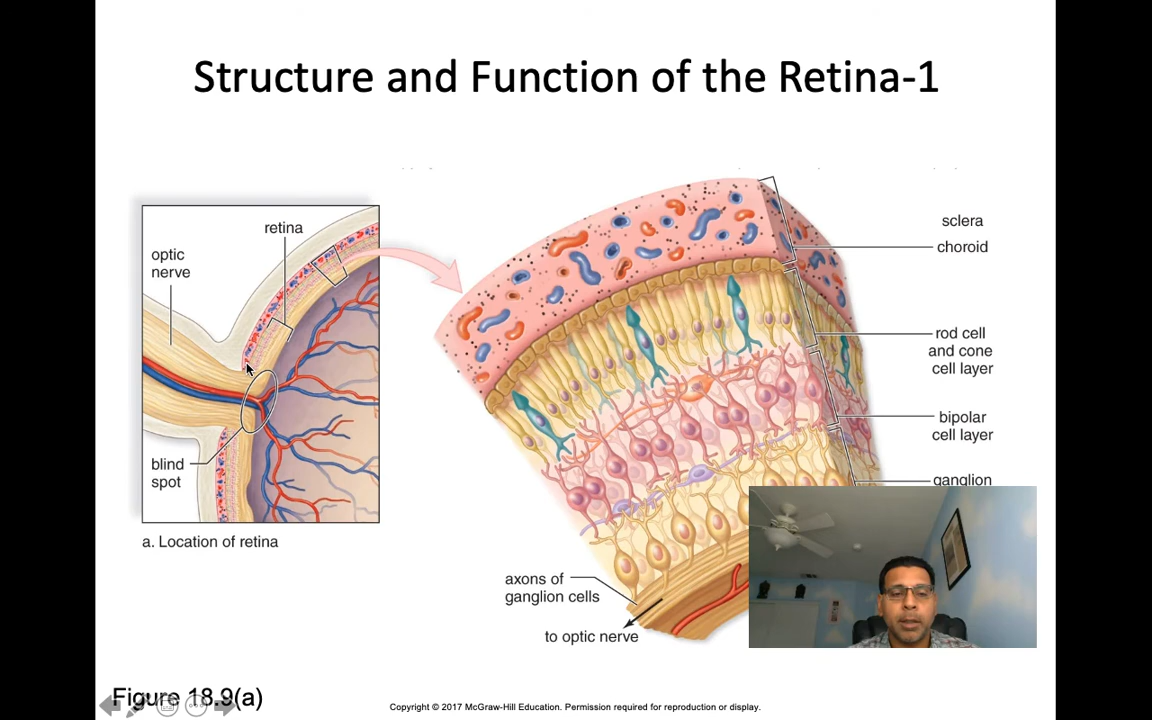 Structure and Function of the Retina-1
retina
optic
nerve
blind
spot
a. Location of retina
sclera
choroid
rod cell
and cone
cell layer
bipolar
cell layer
ganglion
axons of
ganglion cells
to optic nerve
Figure 18.9(a)
Copyright © 2017 McGraw-Hill Education. Permission required for reproduction or display.